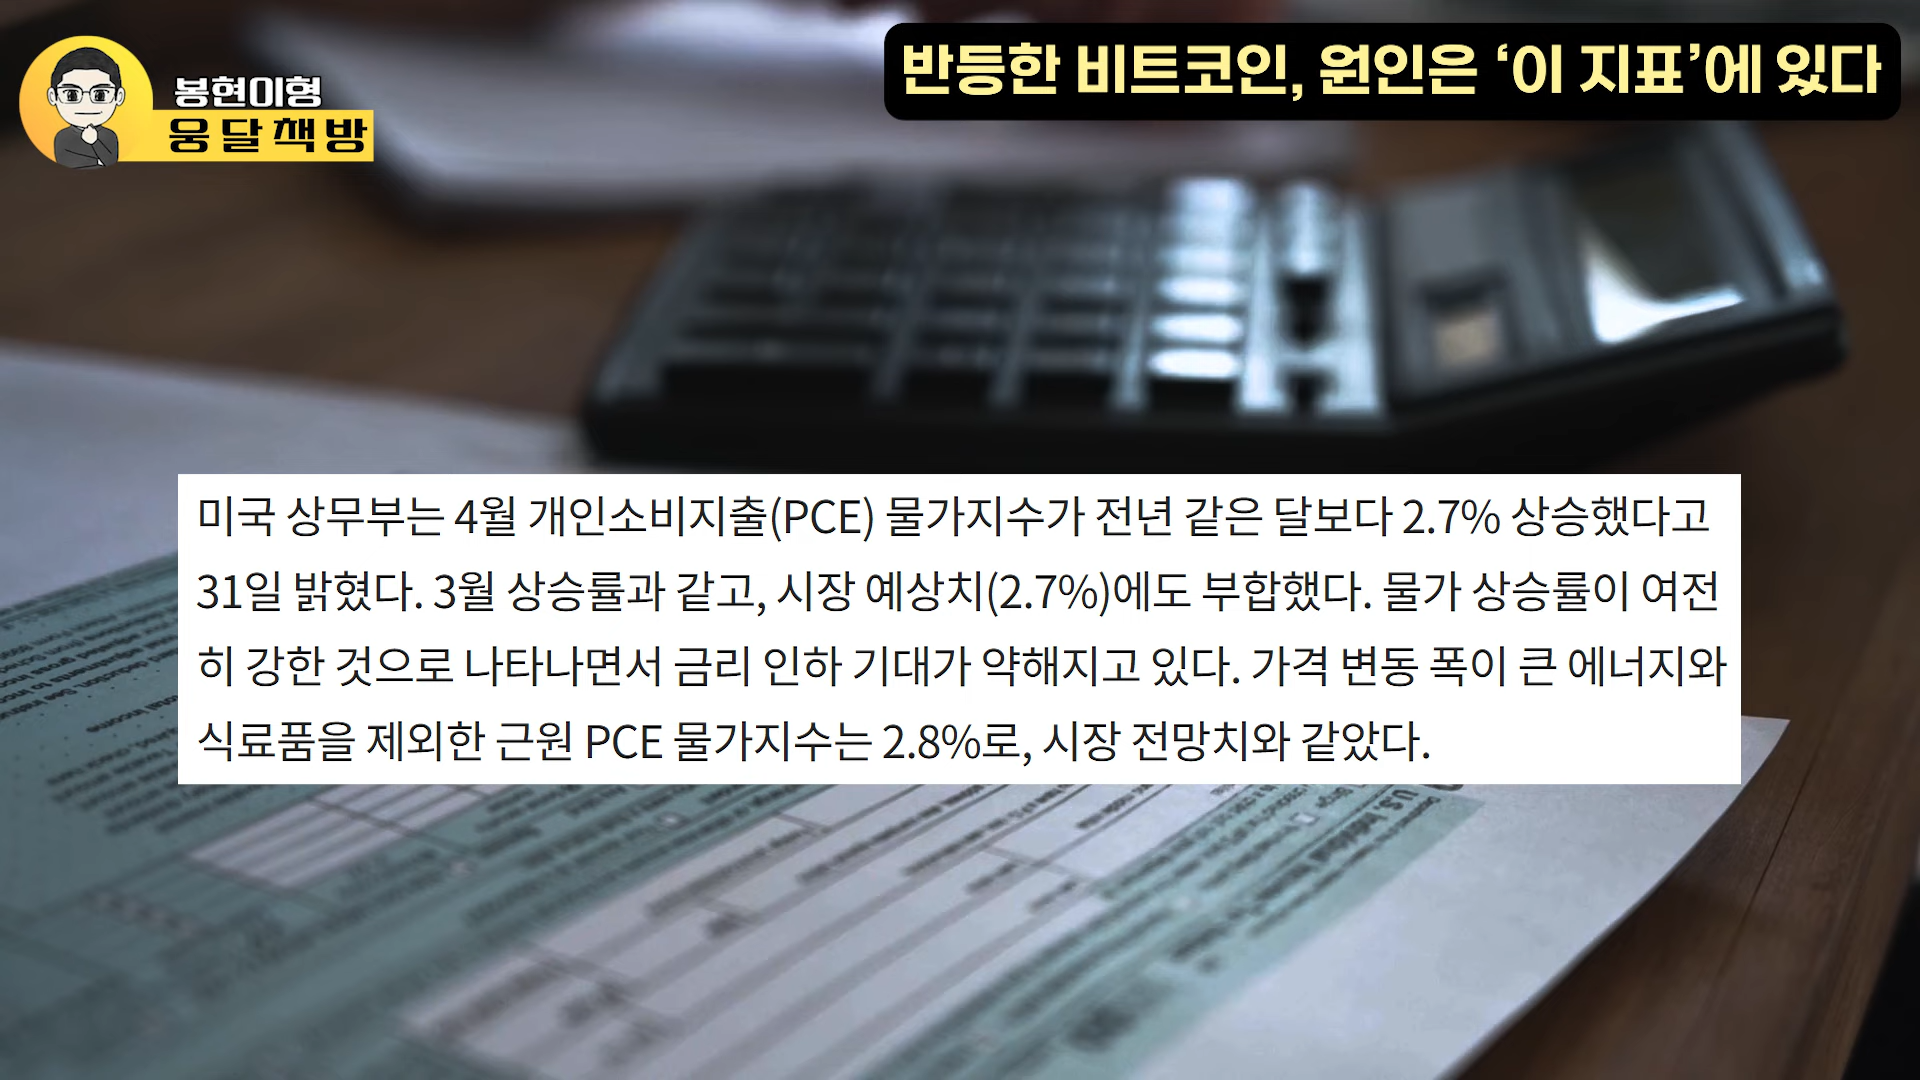 봉현이형
웅달책방
반등한 비트코인, 원인은 ‘이 지표’에 있다
미국 상무부는 4월 개인소비지출(PCE) 물가지수가 전년 같은 달보다 2.7% 상승했다고
31일 밝혔다. 3월 상승률과 같고, 시장 예상치(2.7%)에도 부합했다. 물가 상승률이 여전
히 강한 것으로 나타나면서 금리 인하 기대가 약해지고 있다. 가격 변동 폭이 큰 에너지와
식료품을 제외한 근원 PCE 물가지수는 2.8%로, 시장 전망치와 같았다.